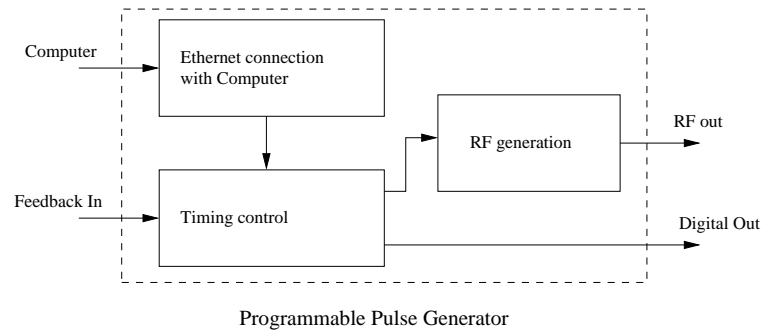 Computer
Ethernet connection
with Computer
RF generation
RF out
Feedback In
Timing control
Digital Out
Programmable Pulse Generator